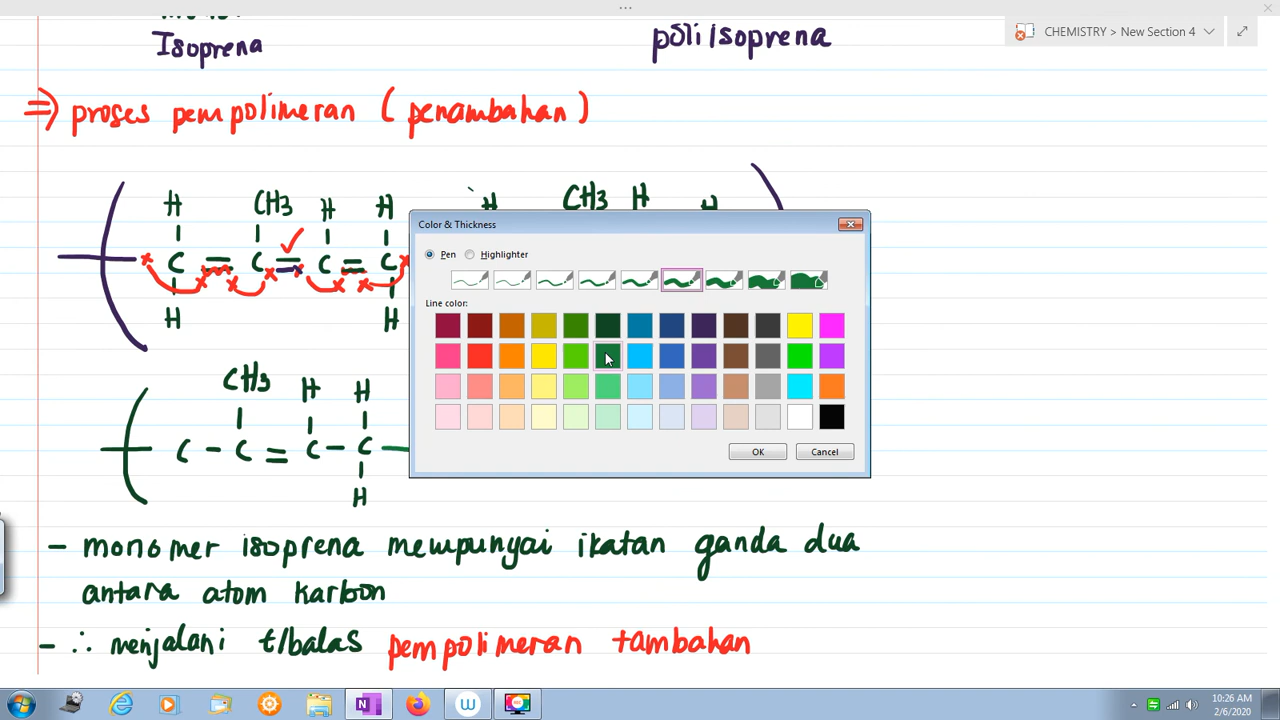 CHEMISTRY > New Section 4
Isoprena
poliisoprena
⇒ proses pempolimeran (penambahan)
H CH3 H H H CH3 H H
C = C = C = C
H H
Color & Thickness
Pen Highlighter
Line color:
OK Cancel
CH3 H H
C - C = C - C -
H
- monomer isoprena mempunyai ikatan ganda dua
antara atom karbon
- ∴ menjalani t/balas pempolimeran tambahan
10:26 AM
2/6/2020